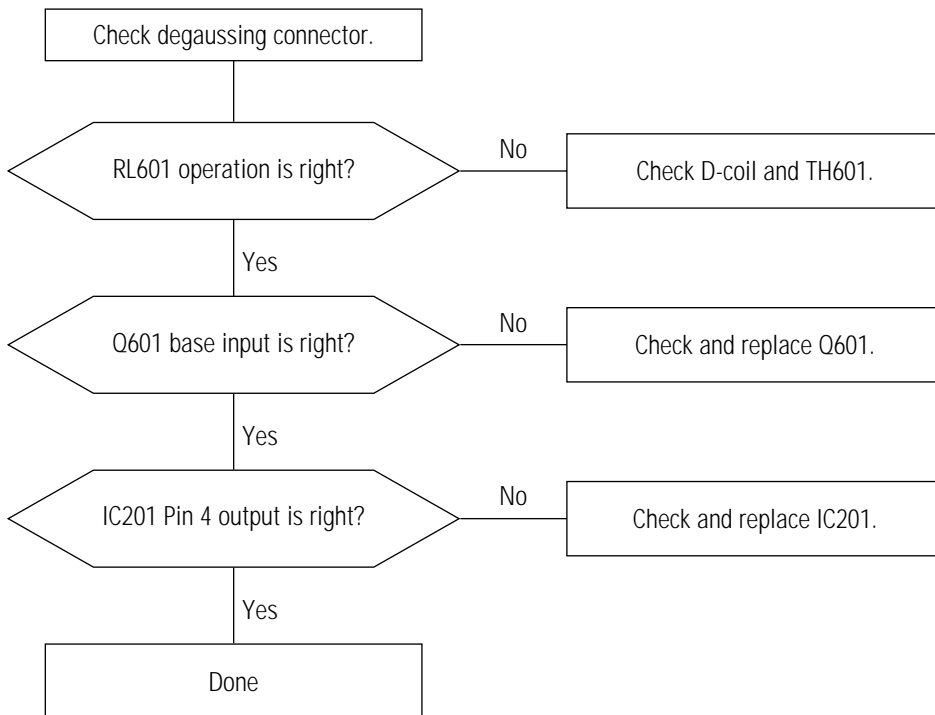 Check degaussing connector.
RL601 operation is right?
No
Check D-coil and TH601.
Yes
Q601 base input is right?
No
Check and replace Q601.
Yes
IC201 Pin 4 output is right?
No
Check and replace IC201.
Yes
Done